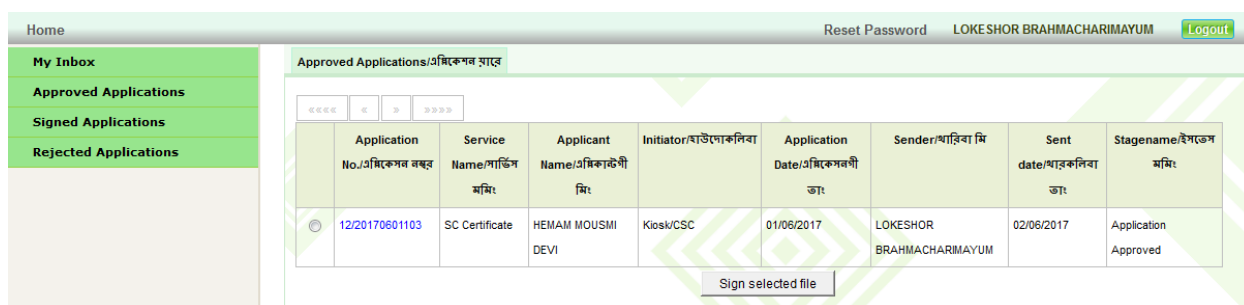 Home Reset Password LOKESHOR BRAHMACHARIMAYUM Logout
My Inbox
Approved Applications
Signed Applications
Rejected Applications
Approved Applications/এপ্লিকেশন য়ারে
«««« « » »»»»
Application No./এপ্লিকেসন নম্বর
Service Name/সার্ভিস মমিং
Applicant Name/এপ্লিকান্টগী মিং
Initiator/হাউদোকলিবা
Application Date/এপ্লিকেসনগী তাং
Sender/থারিবা মি
Sent date/থারকলিবা তাং
Stagename/ইসতেস মমিং
12/20170601103
SC Certificate
HEMAM MOUSMI DEVI
Kiosk/CSC
01/06/2017
LOKESHOR BRAHMACHARIMAYUM
02/06/2017
Application Approved
Sign selected file